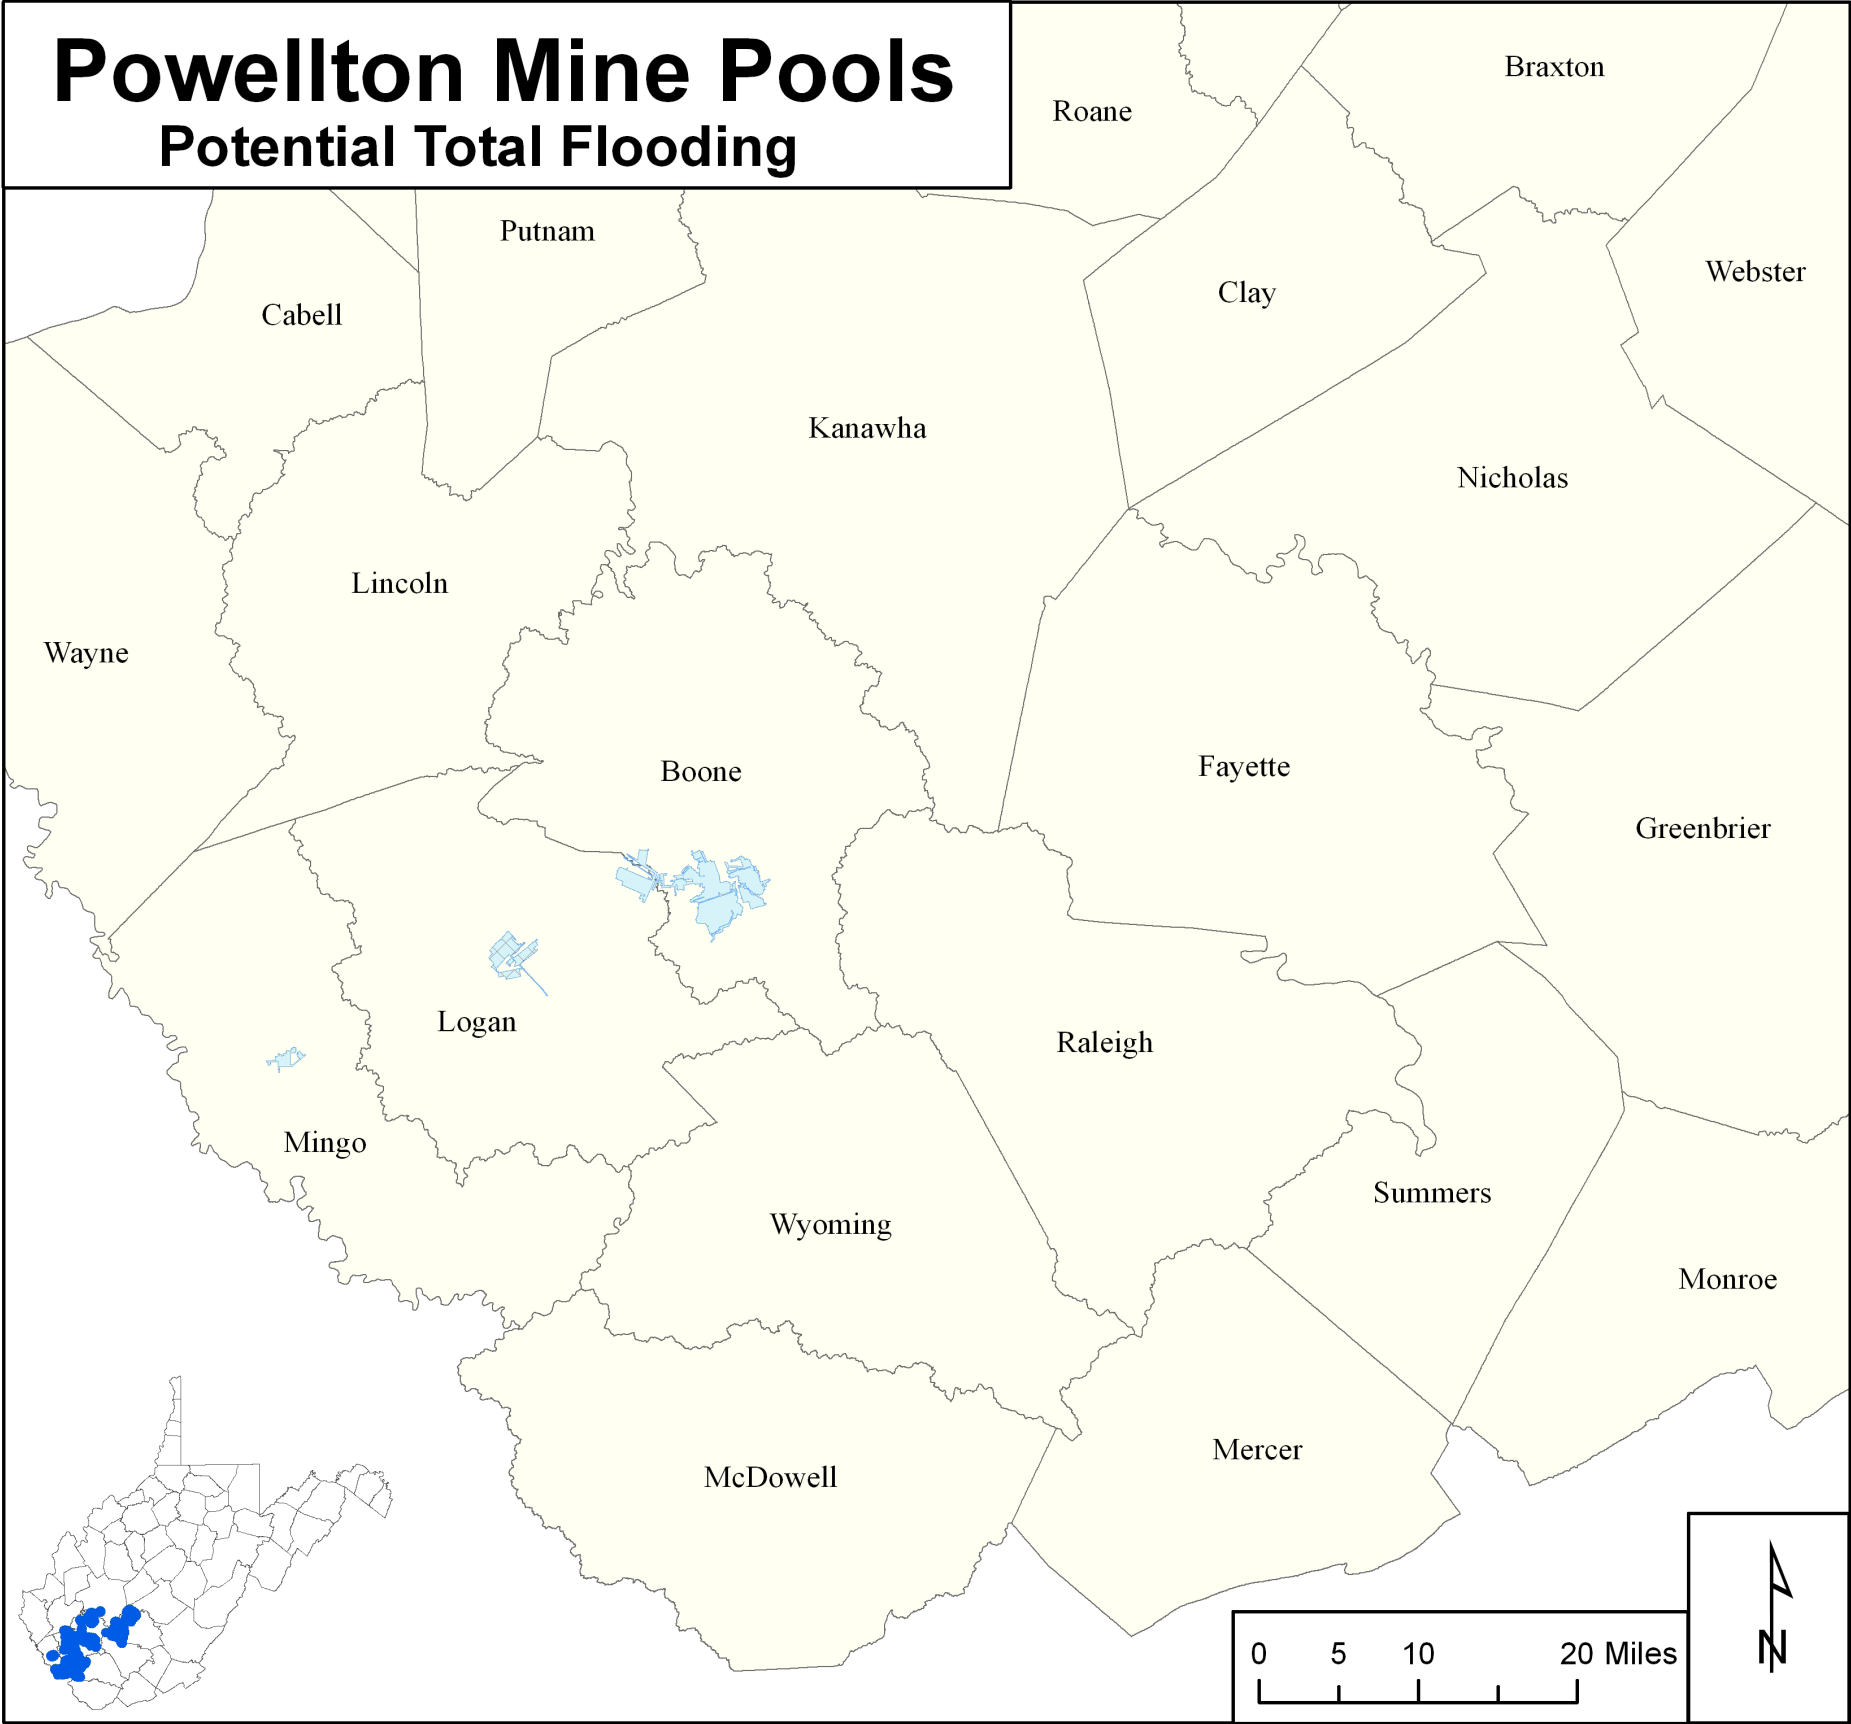 Powellton Mine Pools
Potential Total Flooding
Braxton
Roane
Putnam
Webster
Clay
Cabell
Kanawha
Nicholas
Lincoln
Wayne
Boone
Fayette
Greenbrier
Logan
Raleigh
Mingo
Summers
Wyoming
Monroe
Mercer
McDowell
0 5 10 20 Miles
N